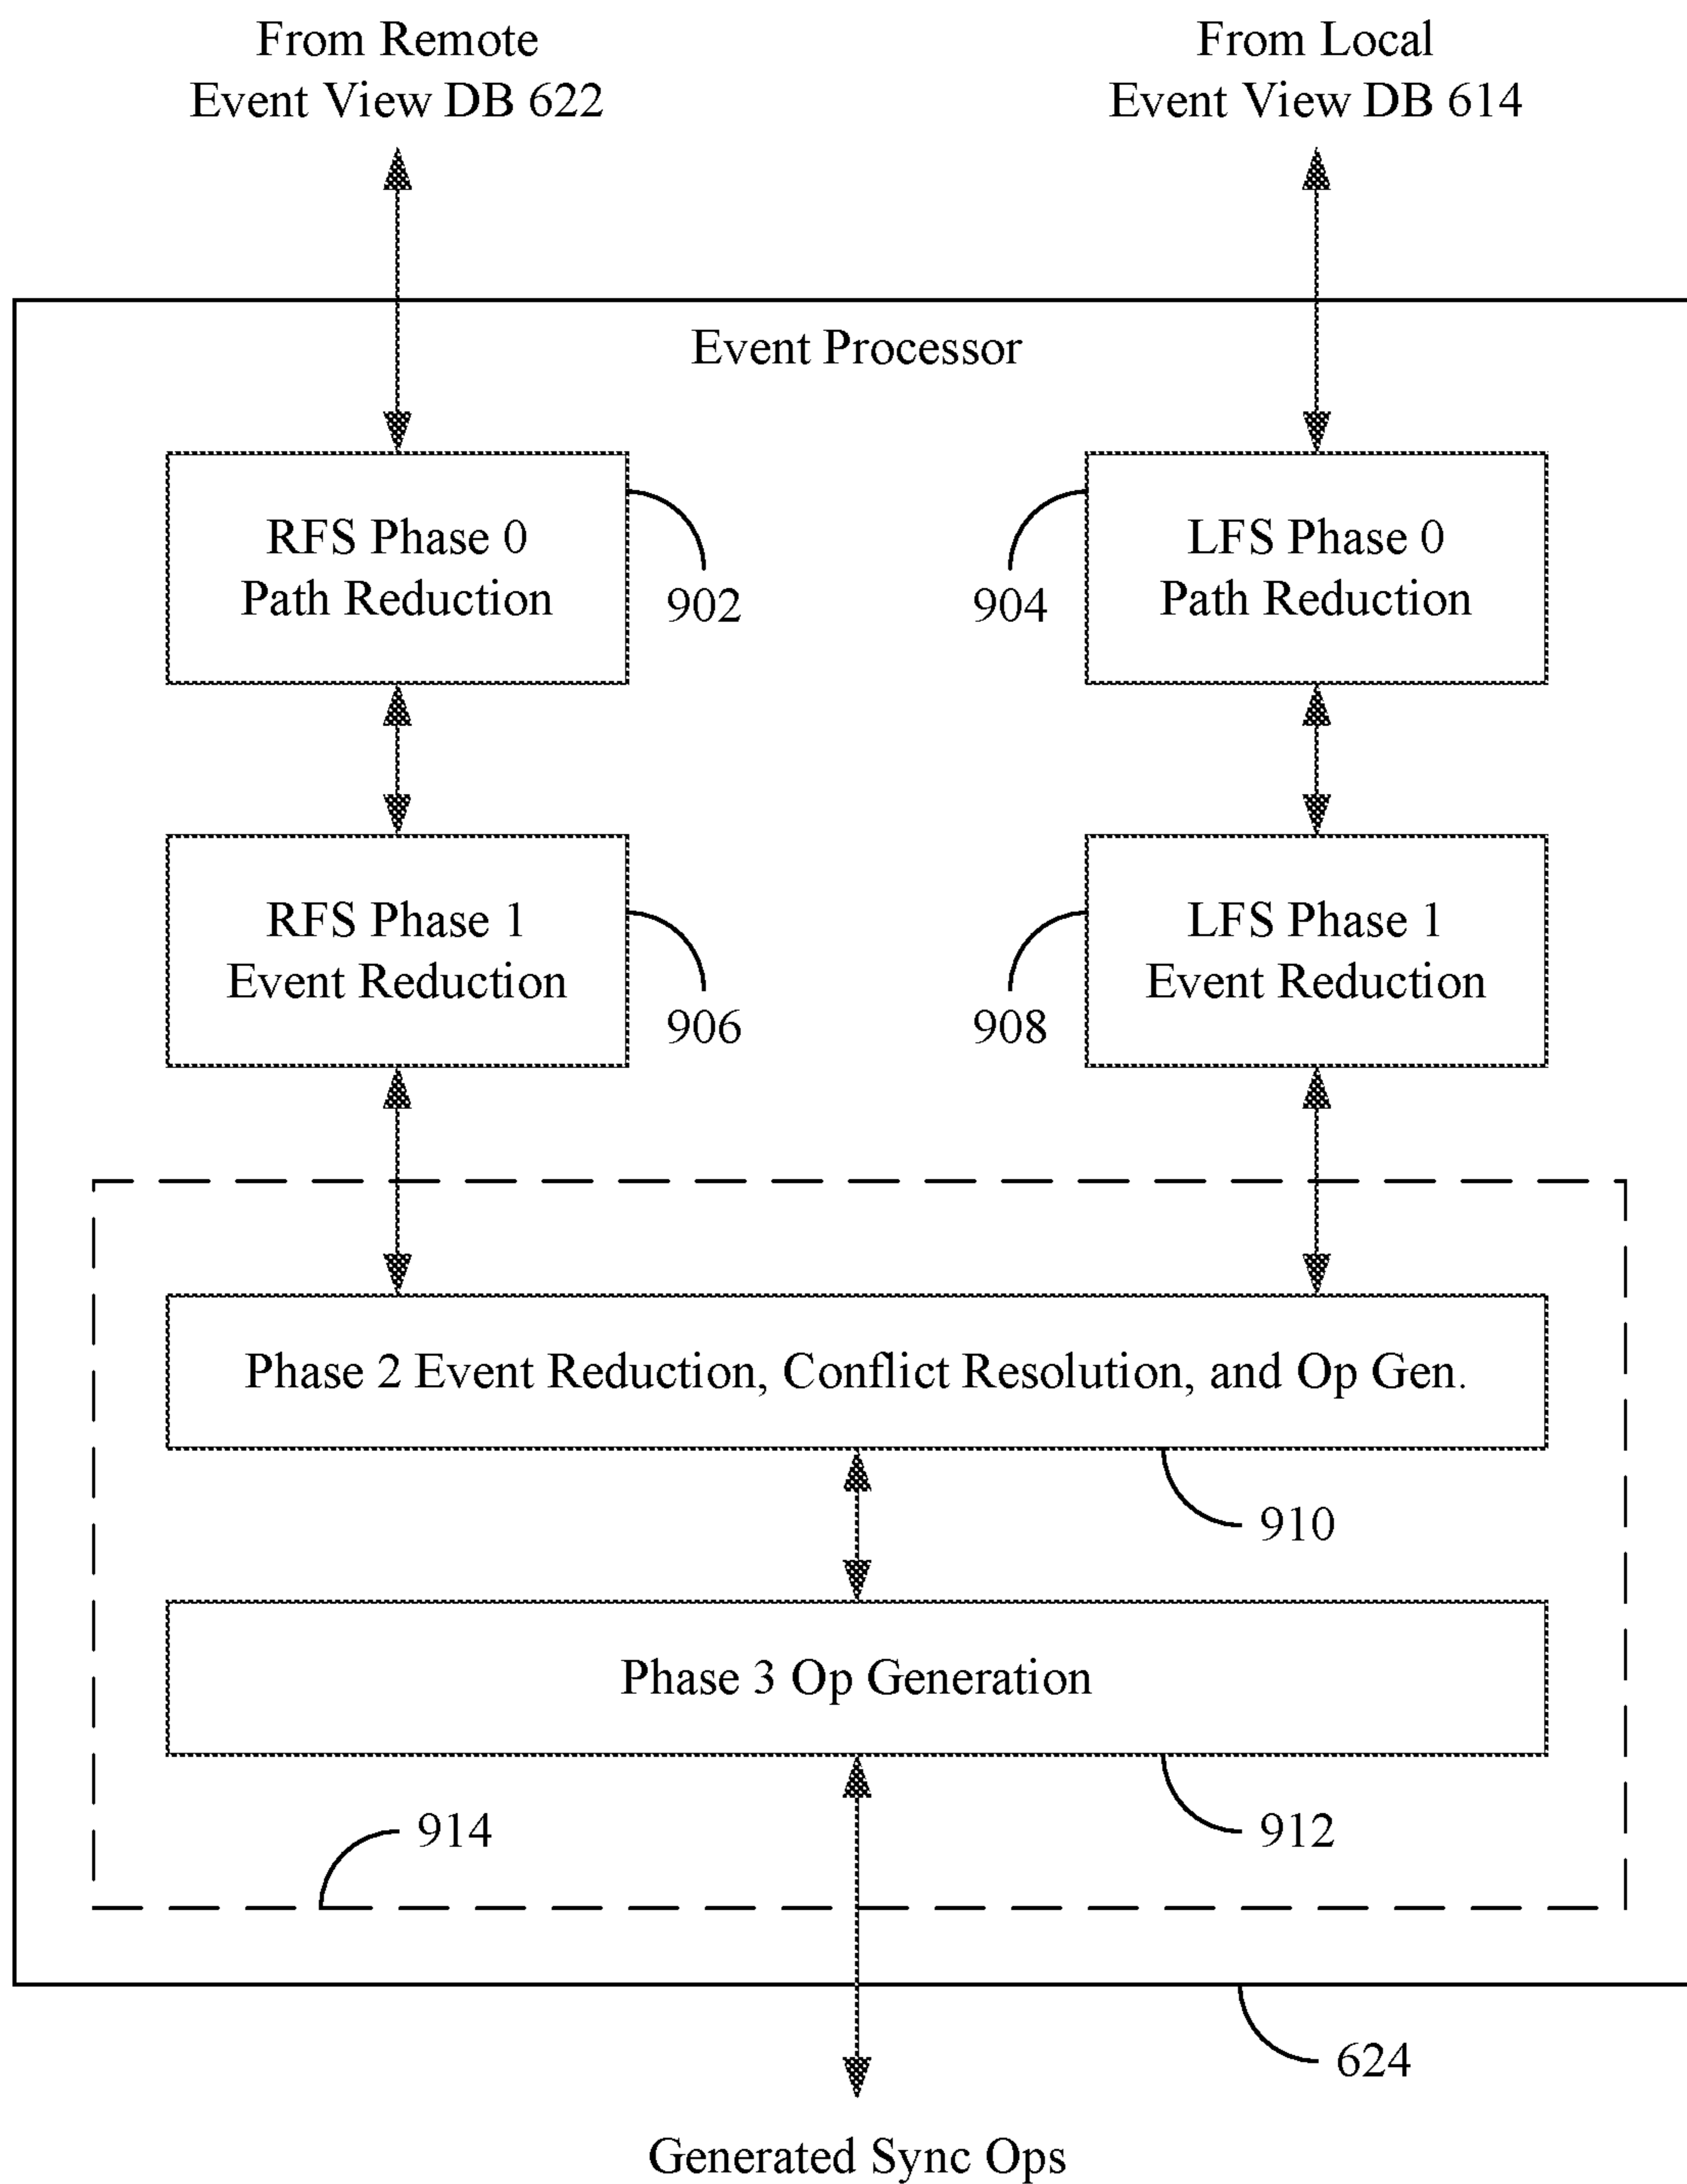 From Remote
Event View DB 622
From Local
Event View DB 614
Event Processor
RFS Phase 0
Path Reduction
902
904
LFS Phase 0
Path Reduction
RFS Phase 1
Event Reduction
906
908
LFS Phase 1
Event Reduction
Phase 2 Event Reduction, Conflict Resolution, and Op Gen.
910
Phase 3 Op Generation
914
912
624
Generated Sync Ops